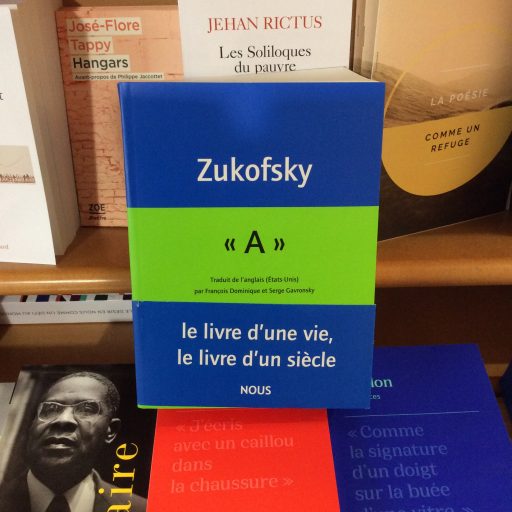 José-Flore
Tappy
Hangars
Avant-propos de Philippe Jaccottet
ZOE
JEHAN RICTUS
Les Soliloques
du pauvre
LA POÉSIE
COMME UN
REFUGE
Zukofsky
« A »
Traduit de l'anglais (États-Unis)
par François Dominique et Serge Gavronsky
le livre d'une vie,
le livre d'un siècle
NOUS
aire
« J'écris
avec un caillou
dans
la chaussure »
« Comme
la signature
d'un doigt
sur la buée
d'une vitre »